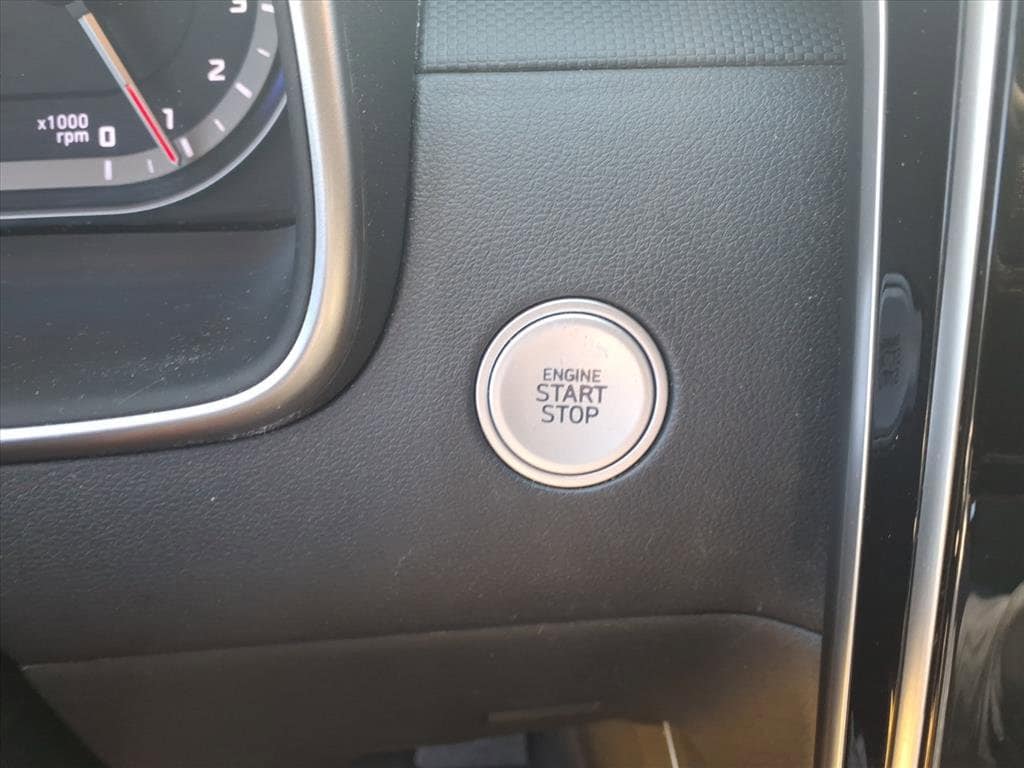 3
2
1
x1000
rpm
0
ENGINE
START
STOP